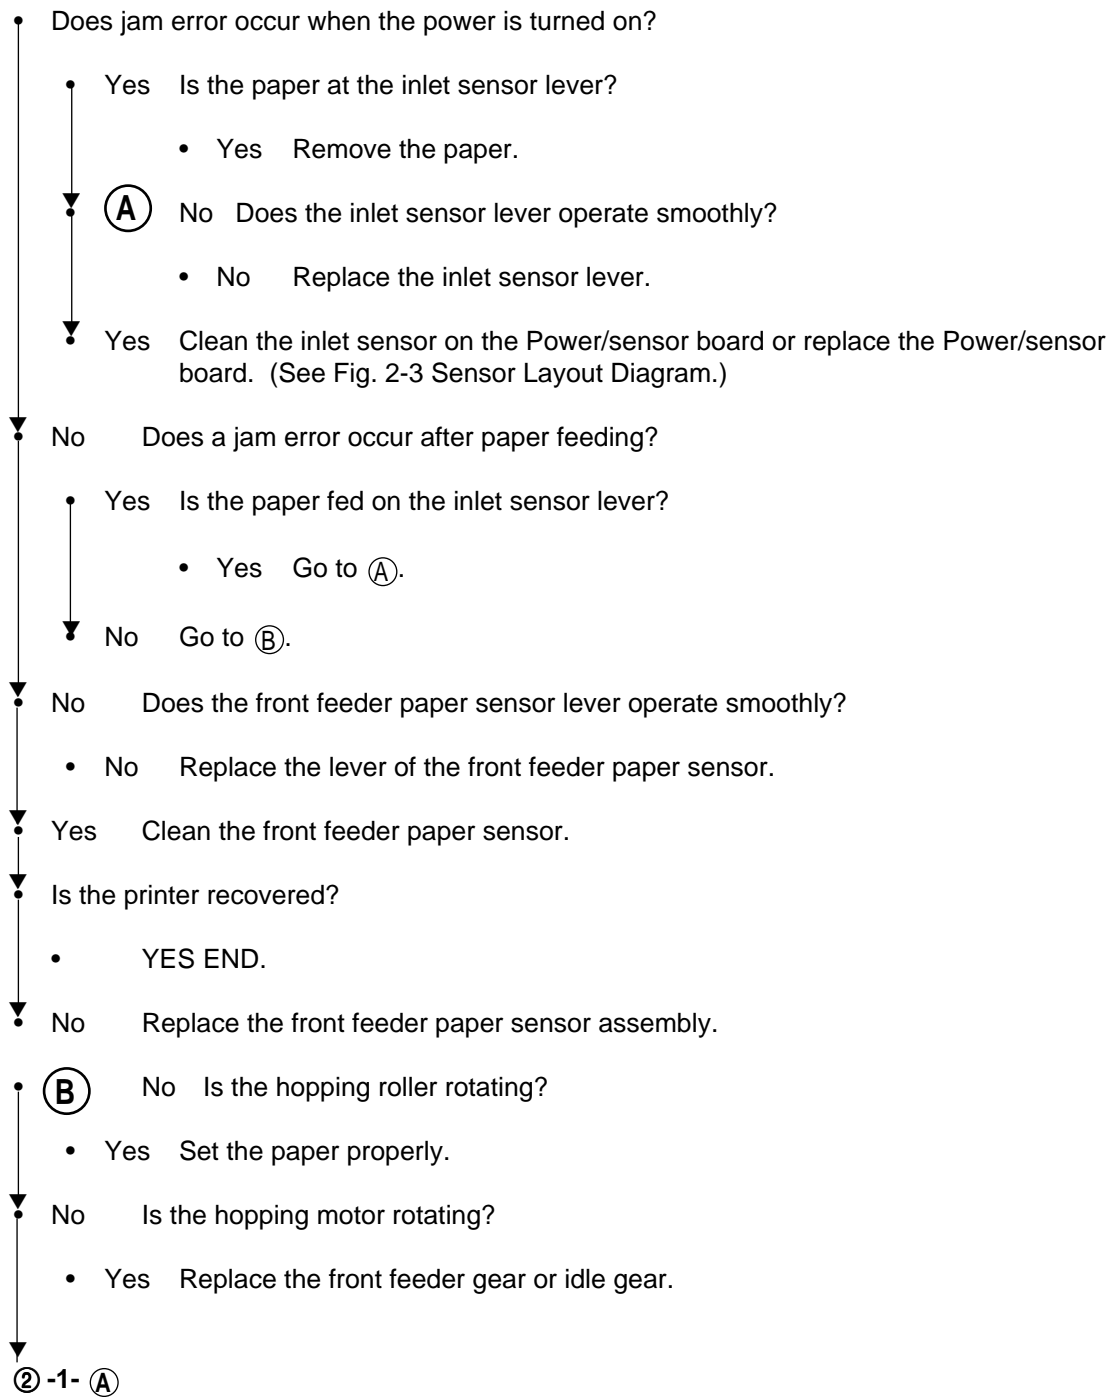 • Does jam error occur when the power is turned on?
• Yes Is the paper at the inlet sensor lever?
• Yes Remove the paper.
• Ⓐ No Does the inlet sensor lever operate smoothly?
• No Replace the inlet sensor lever.
• Yes Clean the inlet sensor on the Power/sensor board or replace the Power/sensor
board. (See Fig. 2-3 Sensor Layout Diagram.)
• No Does a jam error occur after paper feeding?
• Yes Is the paper fed on the inlet sensor lever?
• Yes Go to Ⓐ.
• No Go to Ⓑ.
• No Does the front feeder paper sensor lever operate smoothly?
• No Replace the lever of the front feeder paper sensor.
• Yes Clean the front feeder paper sensor.
• Is the printer recovered?
• YES END.
• No Replace the front feeder paper sensor assembly.
• Ⓑ No Is the hopping roller rotating?
• Yes Set the paper properly.
• No Is the hopping motor rotating?
• Yes Replace the front feeder gear or idle gear.
② -1- Ⓐ